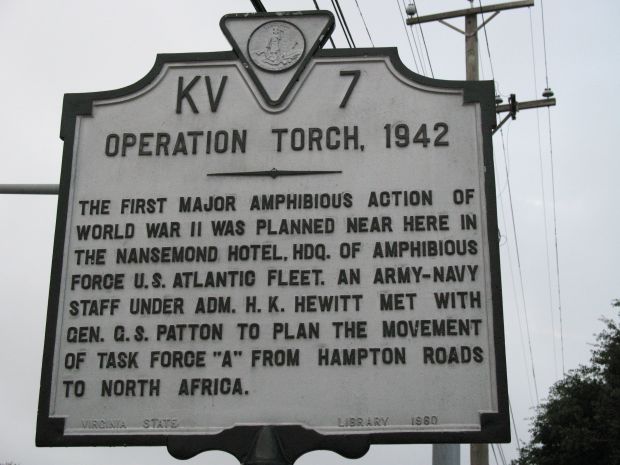 KV 7
OPERATION TORCH, 1942
THE FIRST MAJOR AMPHIBIOUS ACTION OF
WORLD WAR II WAS PLANNED NEAR HERE IN
THE NANSEMOND HOTEL, HDQ. OF AMPHIBIOUS
FORCE U.S. ATLANTIC FLEET. AN ARMY-NAVY
STAFF UNDER ADM. H. K. HEWITT MET WITH
GEN. G. S. PATTON TO PLAN THE MOVEMENT
OF TASK FORCE "A" FROM HAMPTON ROADS
TO NORTH AFRICA.
VIRGINIA STATE LIBRARY 1960